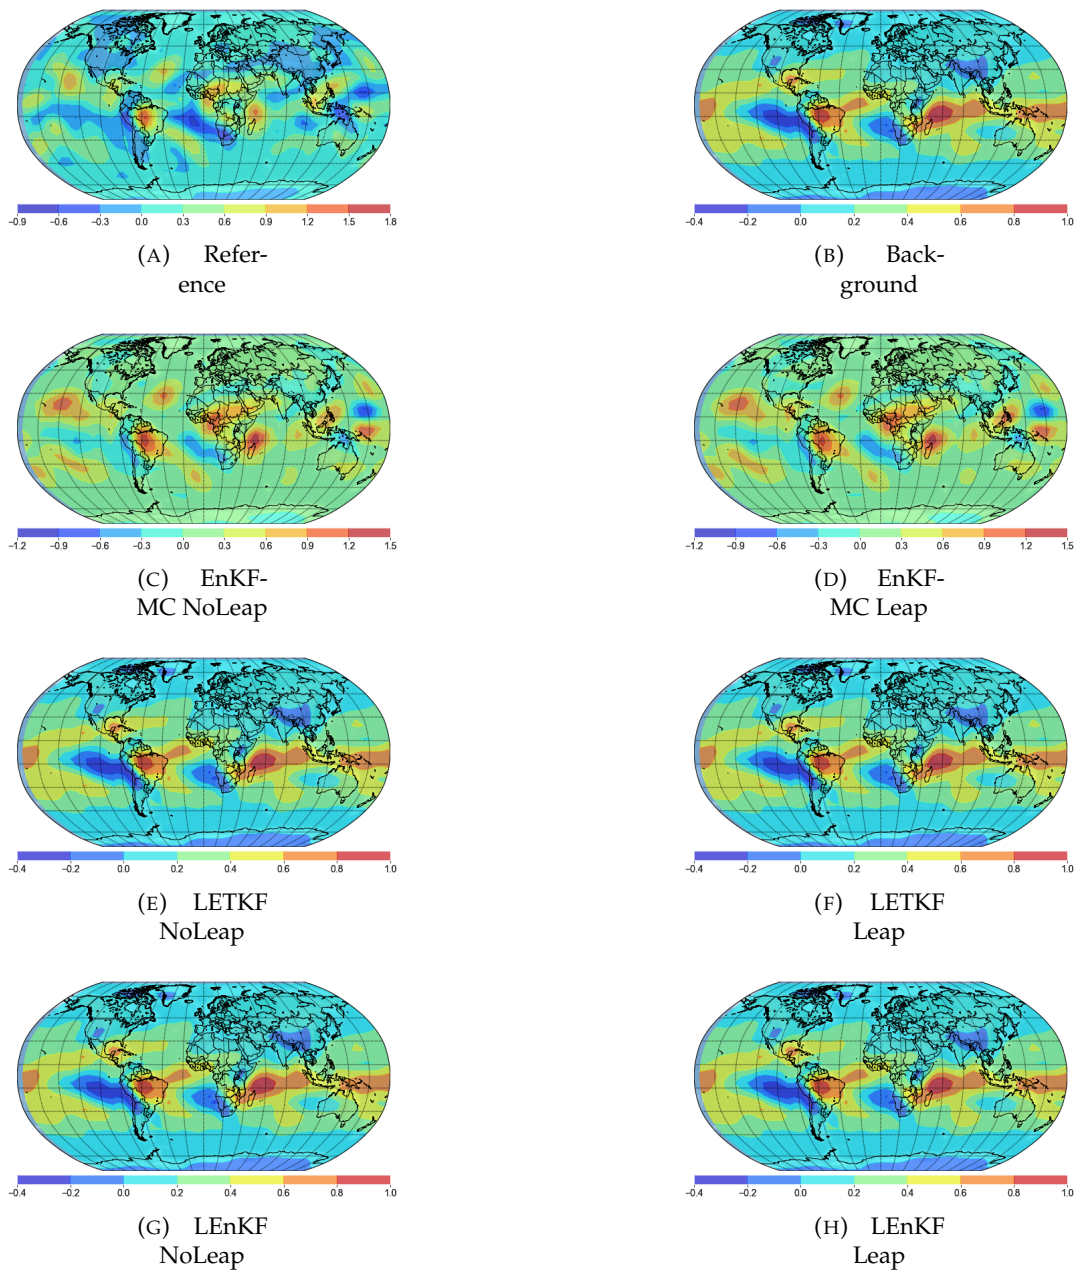 −0.9 −0.6 −0.3 0.0 0.3 0.6 0.9 1.2 1.5 1.8
−0.4 −0.2 0.0 0.2 0.4 0.6 0.8 1.0
(A) Refer-
ence
(B) Back-
ground
−1.2 −0.9 −0.6 −0.3 0.0 0.3 0.6 0.9 1.2 1.5
−1.2 −0.9 −0.6 −0.3 0.0 0.3 0.6 0.9 1.2 1.5
(C) EnKF-
MC NoLeap
(D) EnKF-
MC Leap
−0.4 −0.2 0.0 0.2 0.4 0.6 0.8 1.0
−0.4 −0.2 0.0 0.2 0.4 0.6 0.8 1.0
(E) LETKF
NoLeap
(F) LETKF
Leap
−0.4 −0.2 0.0 0.2 0.4 0.6 0.8 1.0
−0.4 −0.2 0.0 0.2 0.4 0.6 0.8 1.0
(G) LEnKF
NoLeap
(H) LEnKF
Leap